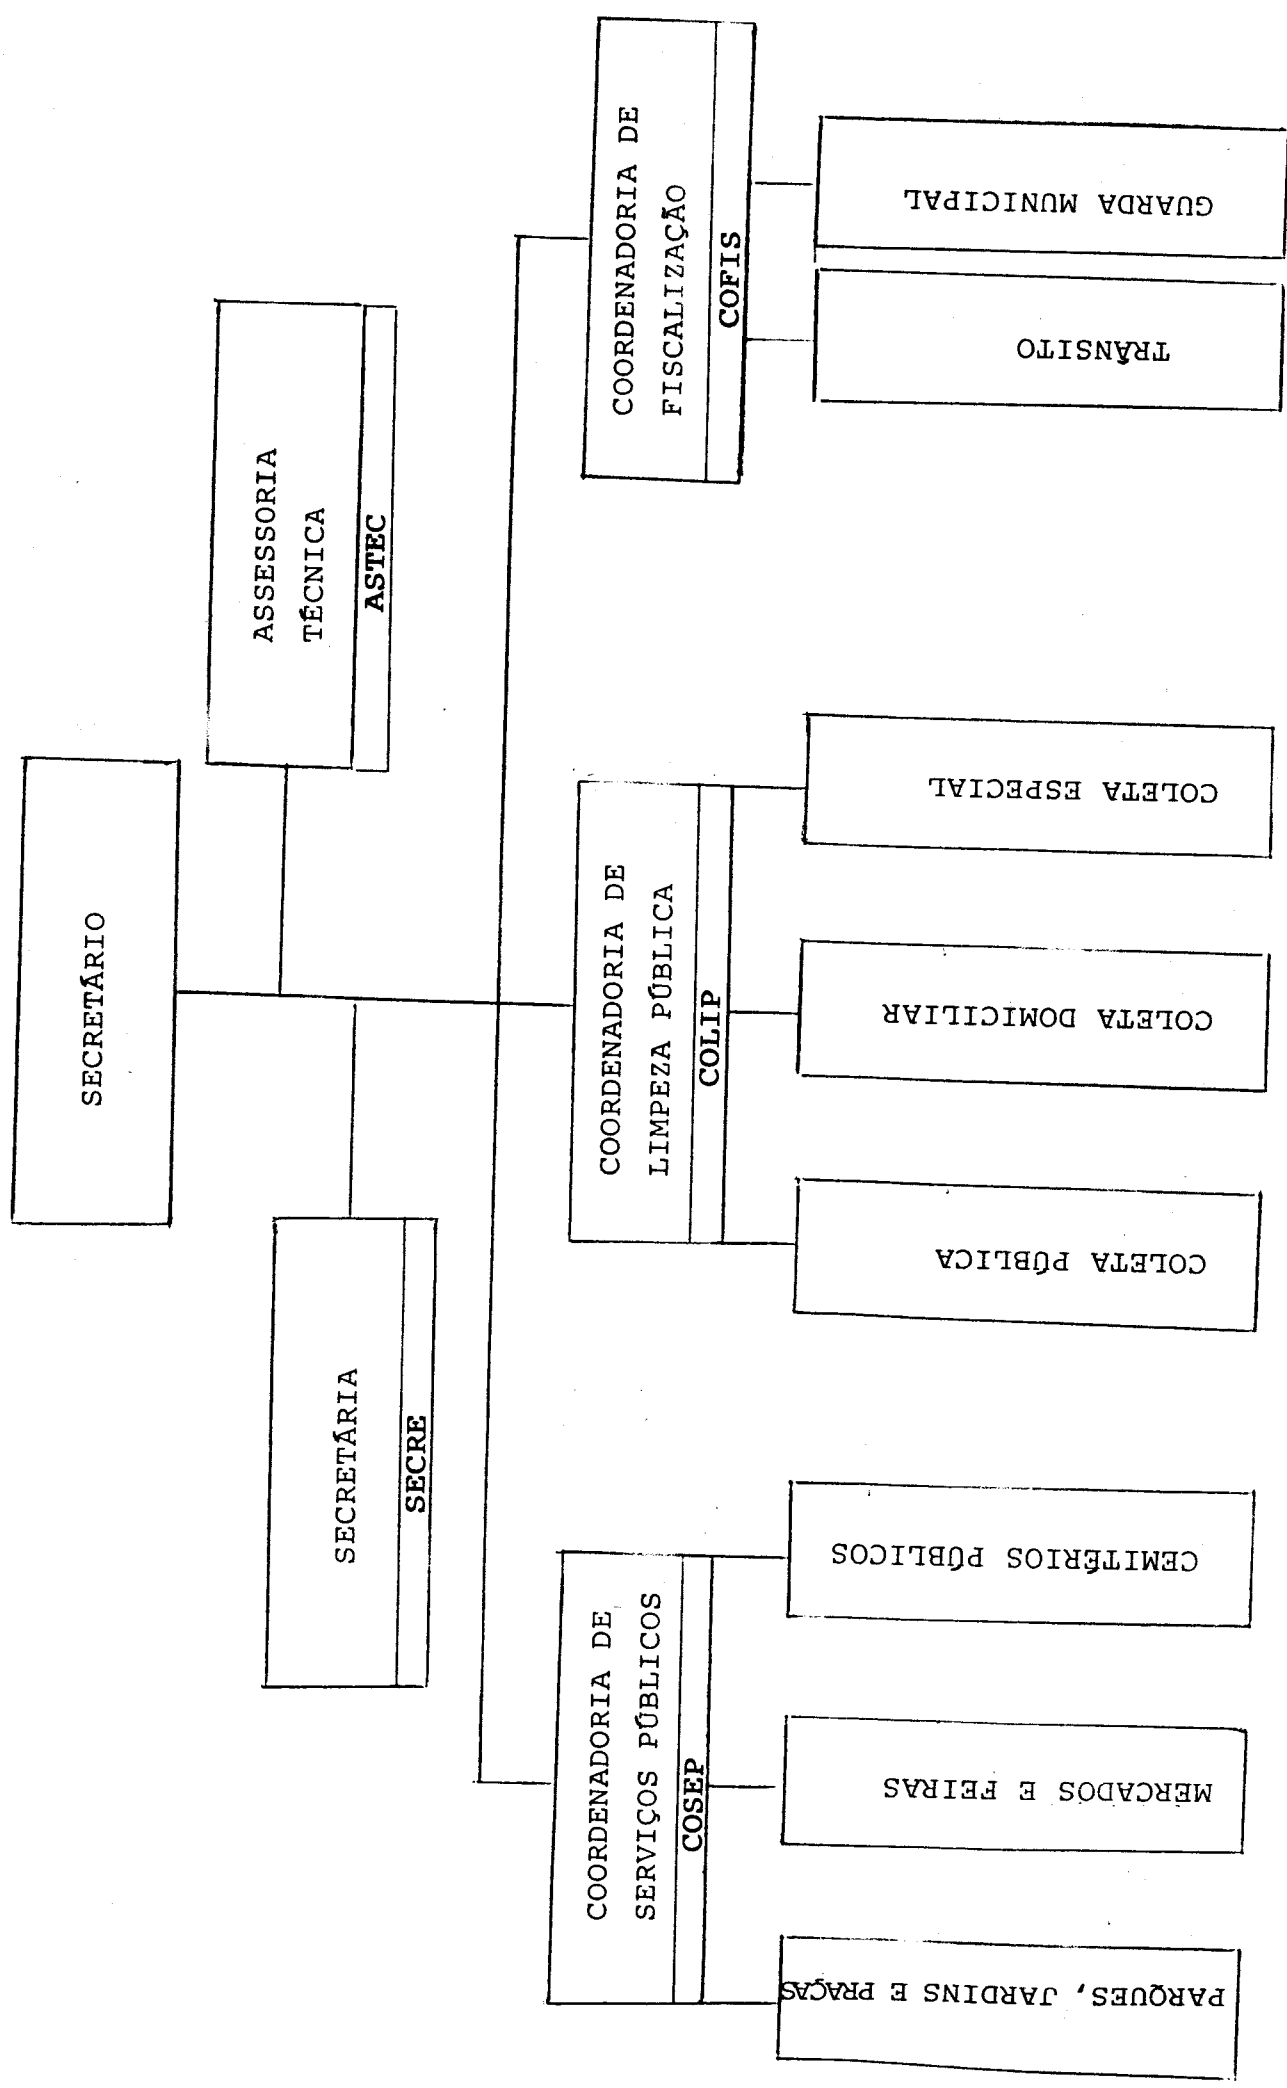 SECRETÁRIO
ASSESSORIA
TÉCNICA
ASTEC
SECRETÁRIA
SECRE
COORDENADORIA DE
SERVIÇOS PÚBLICOS
COSEP
COORDENADORIA DE
LIMPEZA PÚBLICA
COLIP
COORDENADORIA DE
FISCALIZAÇÃO
COFIS
PARQUES, JARDINS E PRAÇAS
MERCADOS E FEIRAS
CEMITÉRIOS PÚBLICOS
COLETA PÚBLICA
COLETA DOMICILIAR
COLETA ESPECIAL
TRÂNSITO
GUARDA MUNICIPAL